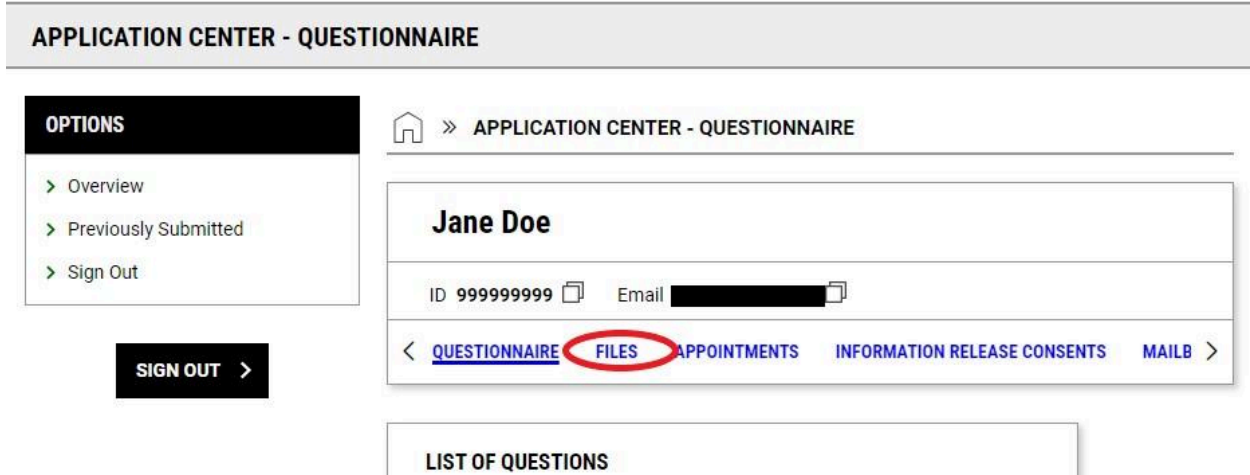 APPLICATION CENTER - QUESTIONNAIRE
OPTIONS
> Overview
> Previously Submitted
> Sign Out
SIGN OUT >
» APPLICATION CENTER - QUESTIONNAIRE
Jane Doe
ID 999999999 Email
< QUESTIONNAIRE FILES APPOINTMENTS INFORMATION RELEASE CONSENTS MAILB >
LIST OF QUESTIONS